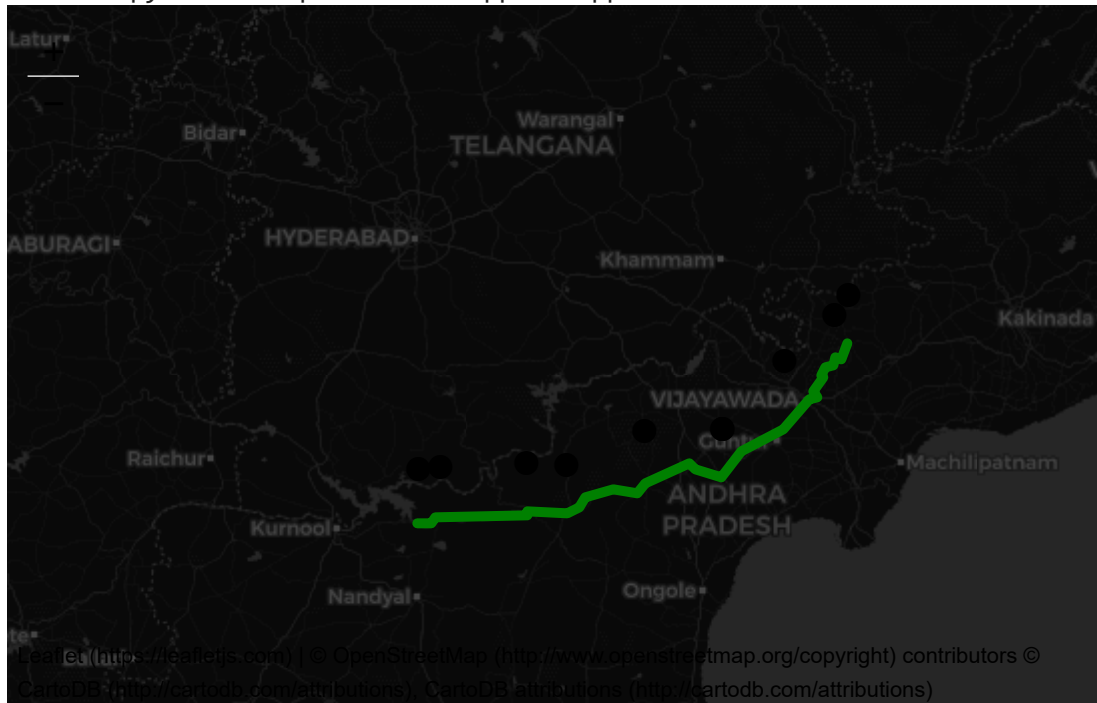 Latur
+
−
Bidar
Warangal
TELANGANA
HYDERABAD
ABURAGI
Khammam
Kakinada
VIJAYAWADA
Guntur
Raichur
Machilipatnam
ANDHRA
PRADESH
Kurnool
Nandyal
Ongole
te
Leaflet (https://leafletjs.com) | © OpenStreetMap (http://www.openstreetmap.org/copyright) contributors ©
CartoDB (http://cartodb.com/attributions), CartoDB attributions (http://cartodb.com/attributions)